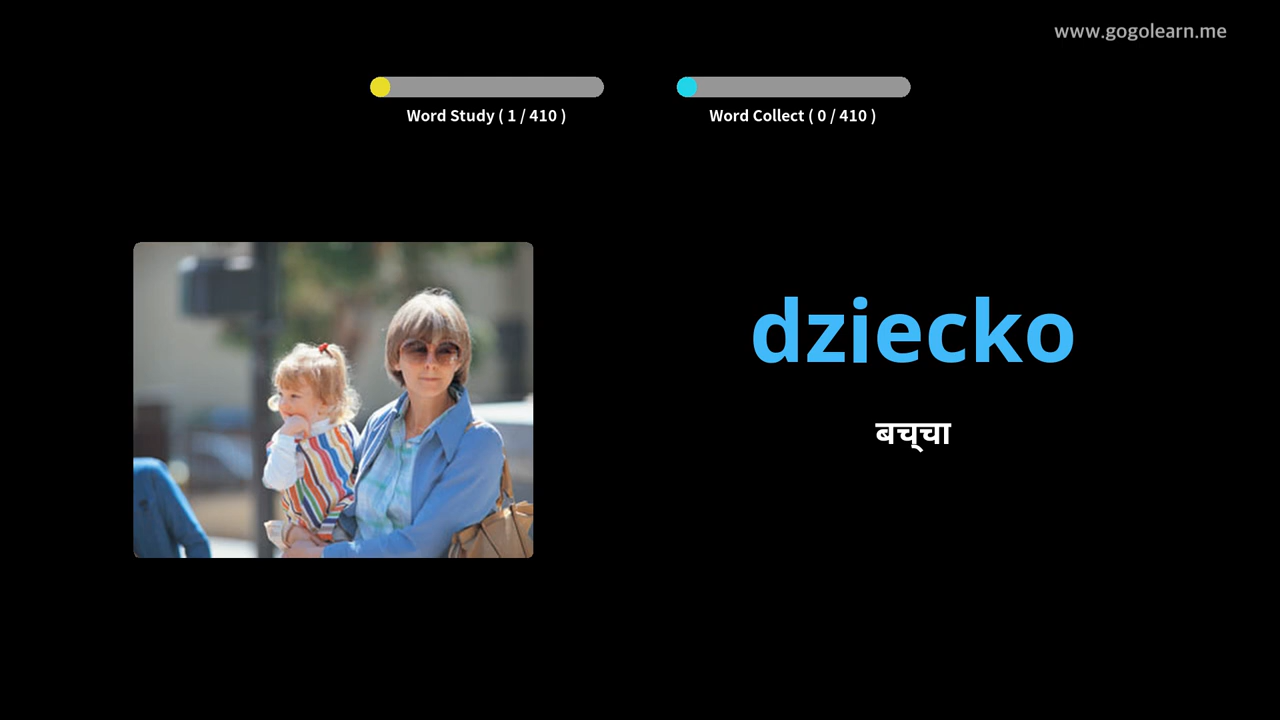 www.gogolearn.me
Word Study ( 1 / 410 )
Word Collect ( 0 / 410 )
dziecko
बच्चा